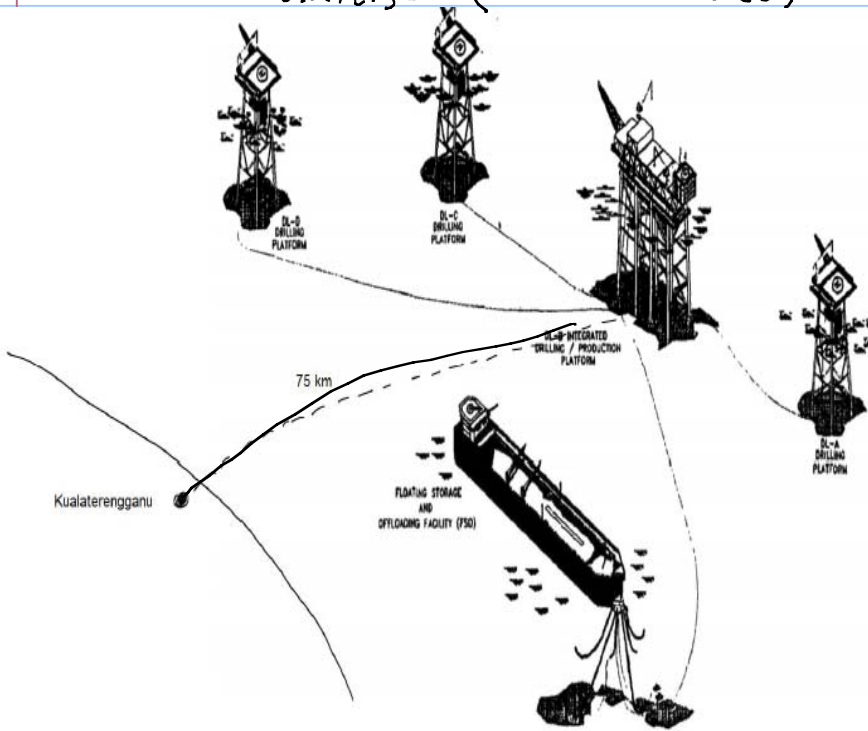 DL-D
DRILLING
PLATFORM
DL-C
DRILLING
PLATFORM
DL-B INTEGRATED
DRILLING / PRODUCTION
PLATFORM
DL-A
DRILLING
PLATFORM
75 km
Kualaterengganu
FLOATING STORAGE
AND
OFFLOADING FACILITY (FSO)